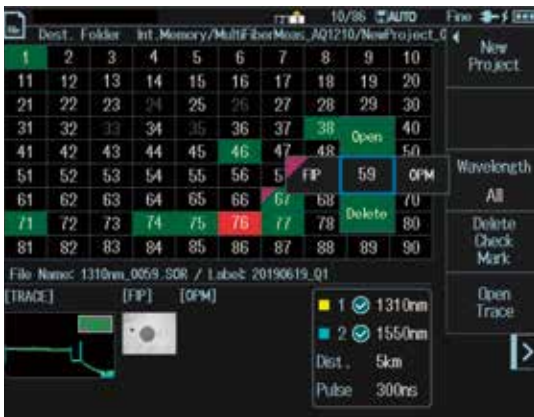 10/86 AUTO Fine
Dest. Folder Int.Memory/MultiFiberMeas_AQ1210/NewProject_
New Project
1 2 3 4 5 6 7 8 9 10
11 12 13 14 15 16 17 18 19 20
21 22 23 24 25 26 27 28 29 30
31 32 33 34 35 36 37 38 Open 40
41 42 43 44 45 46 47 48 50
51 52 53 54 55 56 5 FIP 59 OPM
Wavelength All
61 62 63 64 65 66 67 68 70
71 72 73 74 75 76 77 78 Delete 80
81 82 83 84 85 86 87 88 89 90
Delete Check Mark
File Name: 1310nm_0059.SOR / Label: 20190619_Q1
[TRACE] [FIP] [OPM]
Open Trace
1 1310nm
2 1550nm
Dist. 5km
Pulse 300ns